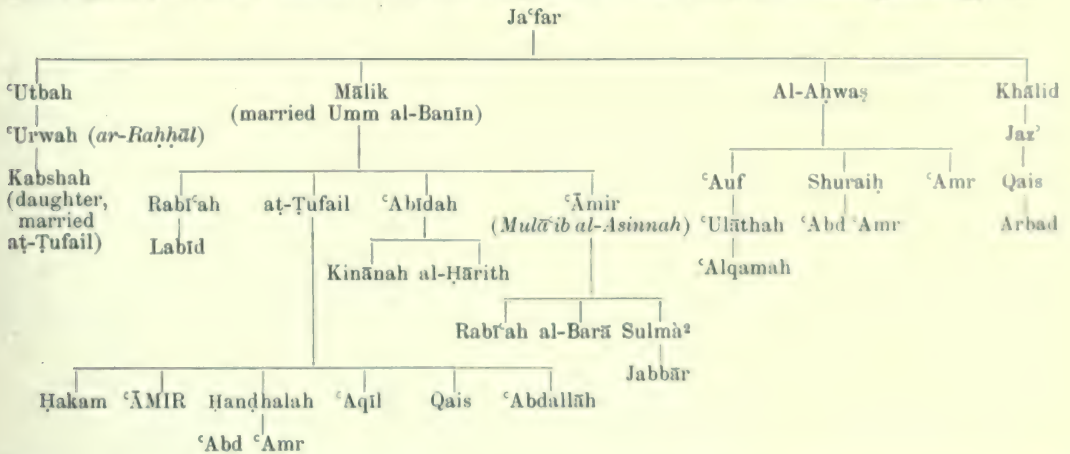 Jaʿfar
ʿUtbah Mālik Al-Aḥwaṣ Khālid
(married Umm al-Banīn)
ʿUrwah (ar-Raḥḥāl) Jazʾ
Kabshah ʿAuf Shuraiḥ ʿAmr Qais
(daughter, Rabīʿah aṭ-Ṭufail ʿAbīdah ʿĀmir
married (Mulāʿib al-Asinnah) ʿUlāthah ʿAbd ʿAmr Arbad
aṭ-Ṭufail) Labīd
ʿAlqamah
Kinānah al-Ḥārith
Rabīʿah al-Barā Sulmà²
Jabbār
Ḥakam ʿĀMIR Ḥanḍhalah ʿAqīl Qais ʿAbdallāh
ʿAbd ʿAmr